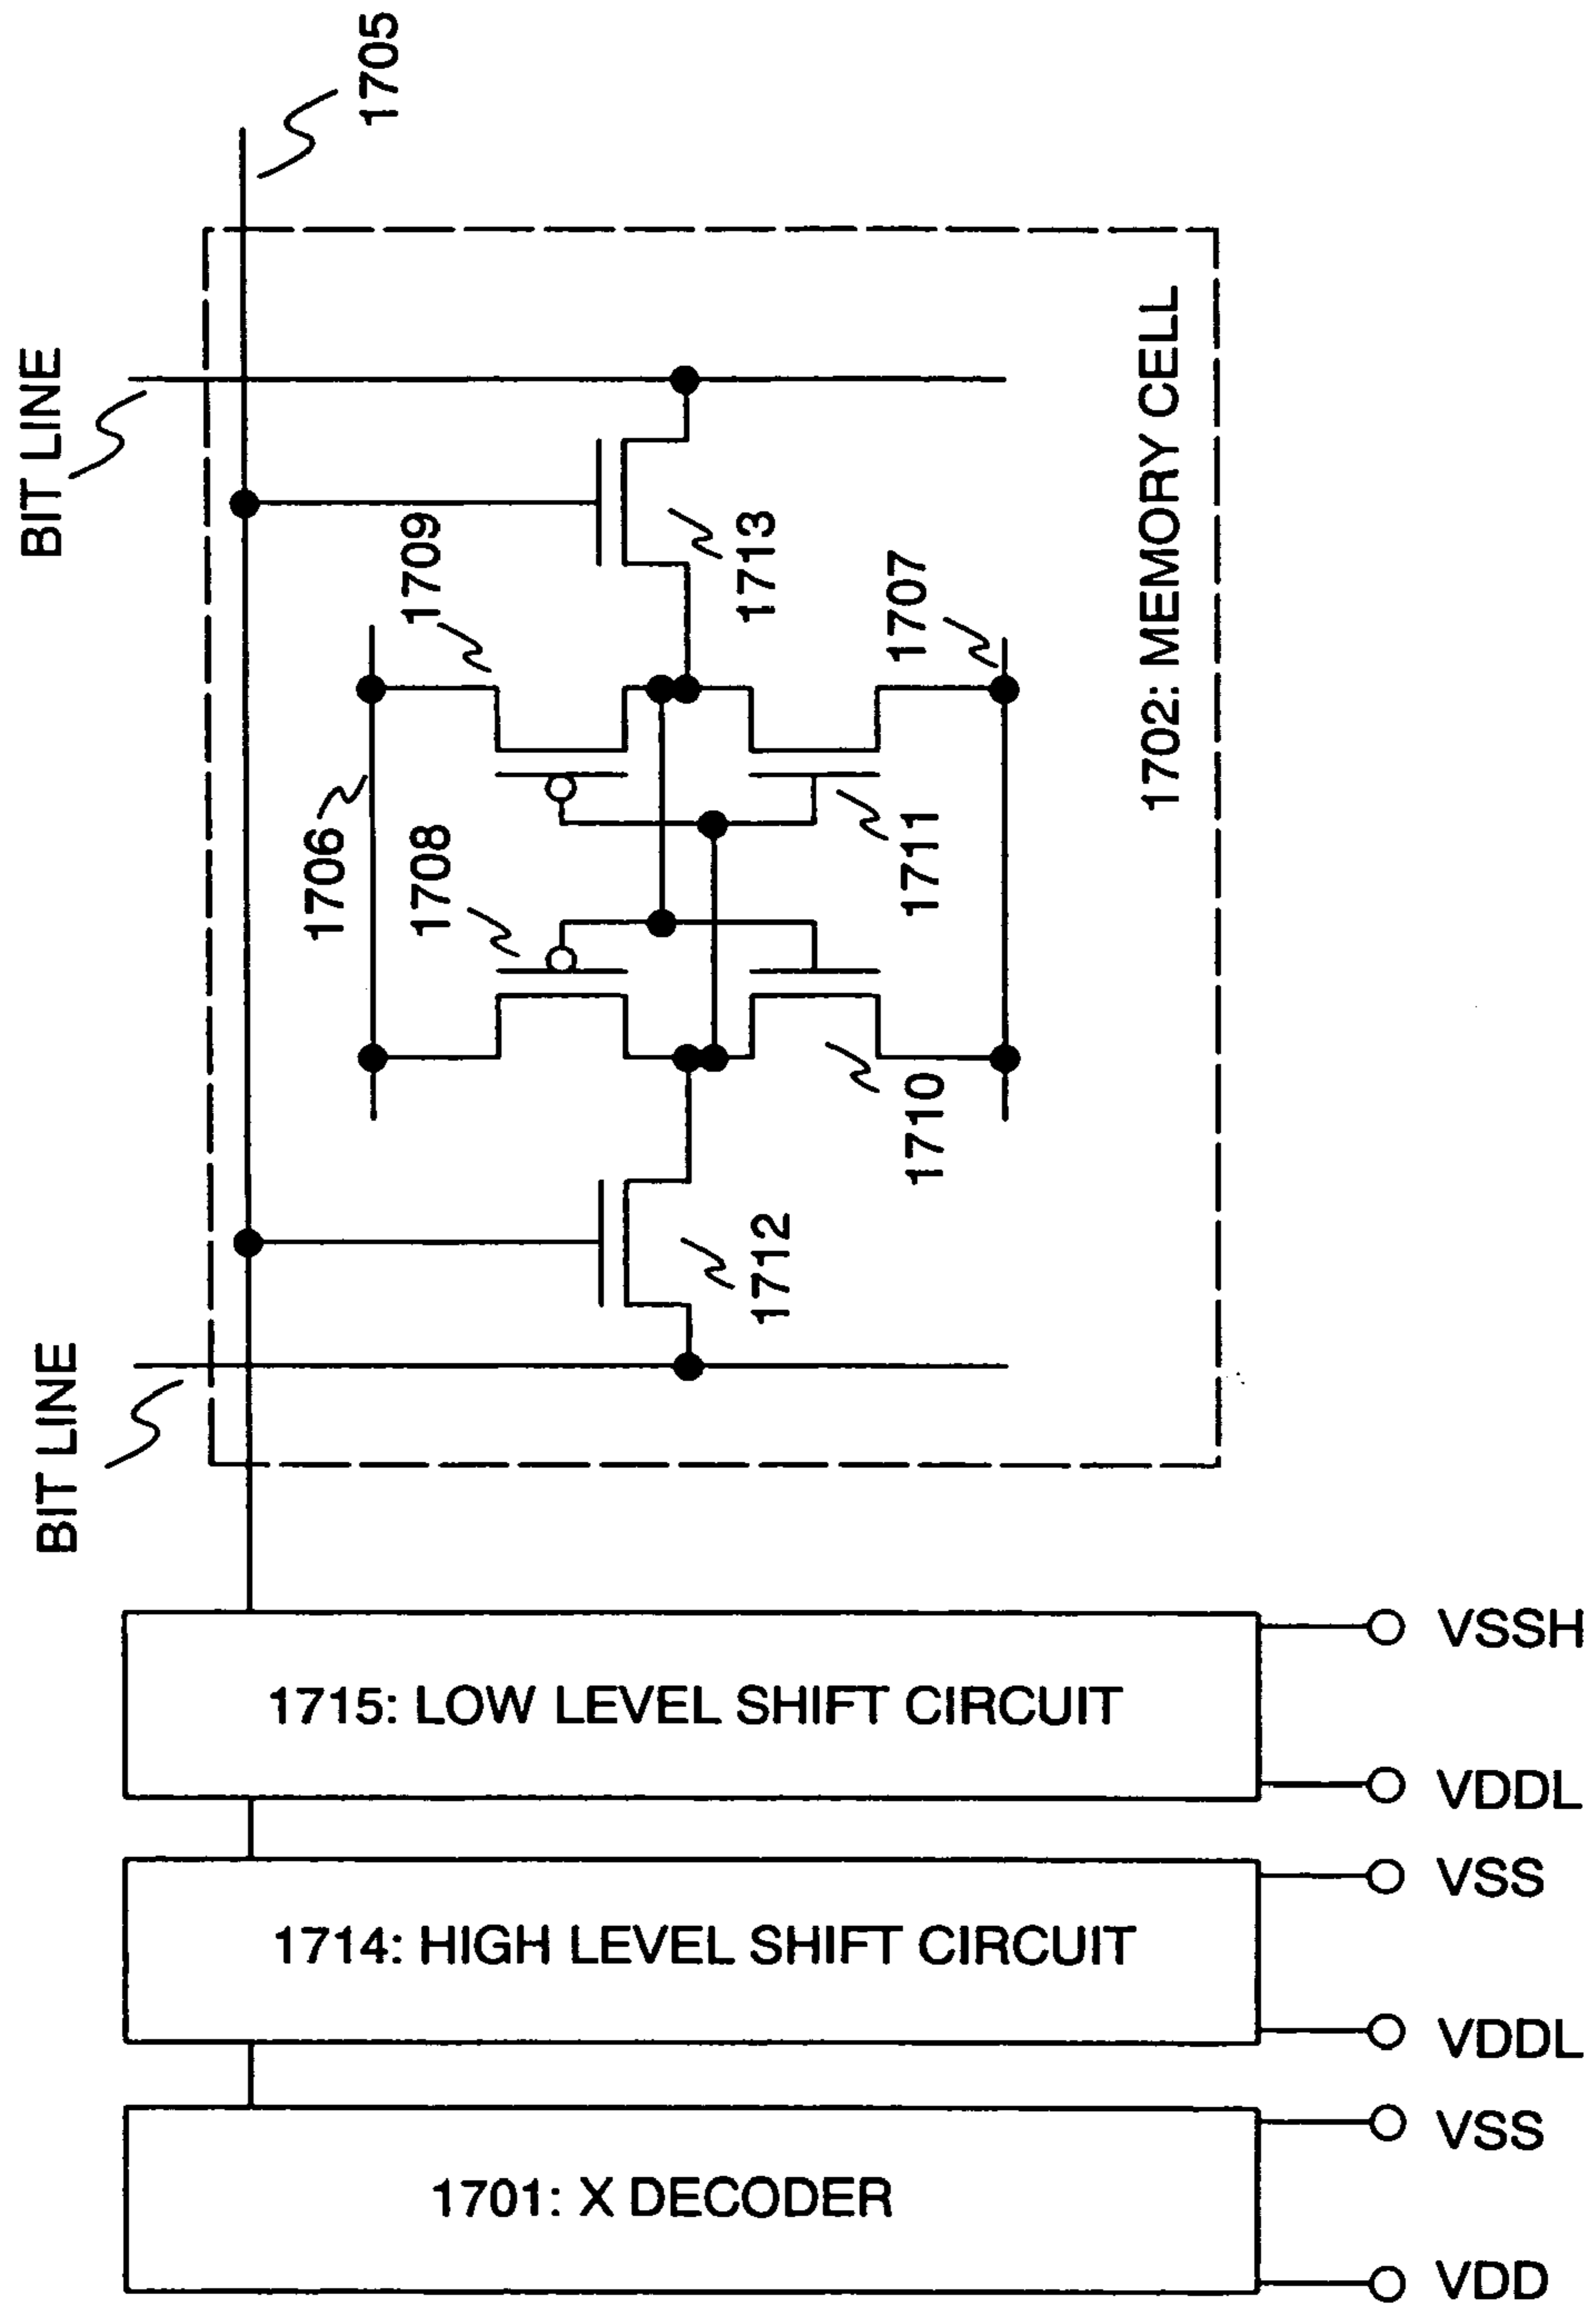 BIT LINE
BIT LINE
1705
1706
1708
1709
1713
1707
1711
1710
1712
1702: MEMORY CELL
1715: LOW LEVEL SHIFT CIRCUIT
VSSH
VDDL
1714: HIGH LEVEL SHIFT CIRCUIT
VSS
VDDL
1701: X DECODER
VSS
VDD